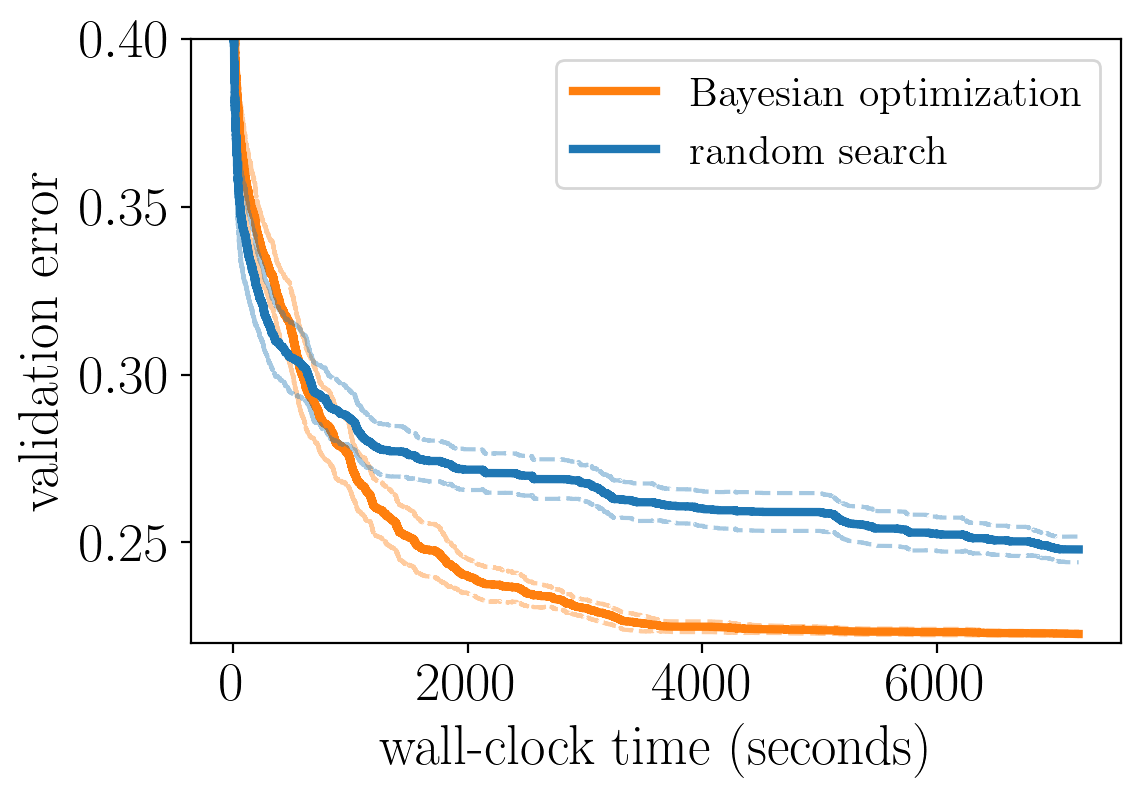 0.40
0.35
0.30
0.25
validation error
Bayesian optimization
random search
0 2000 4000 6000
wall-clock time (seconds)